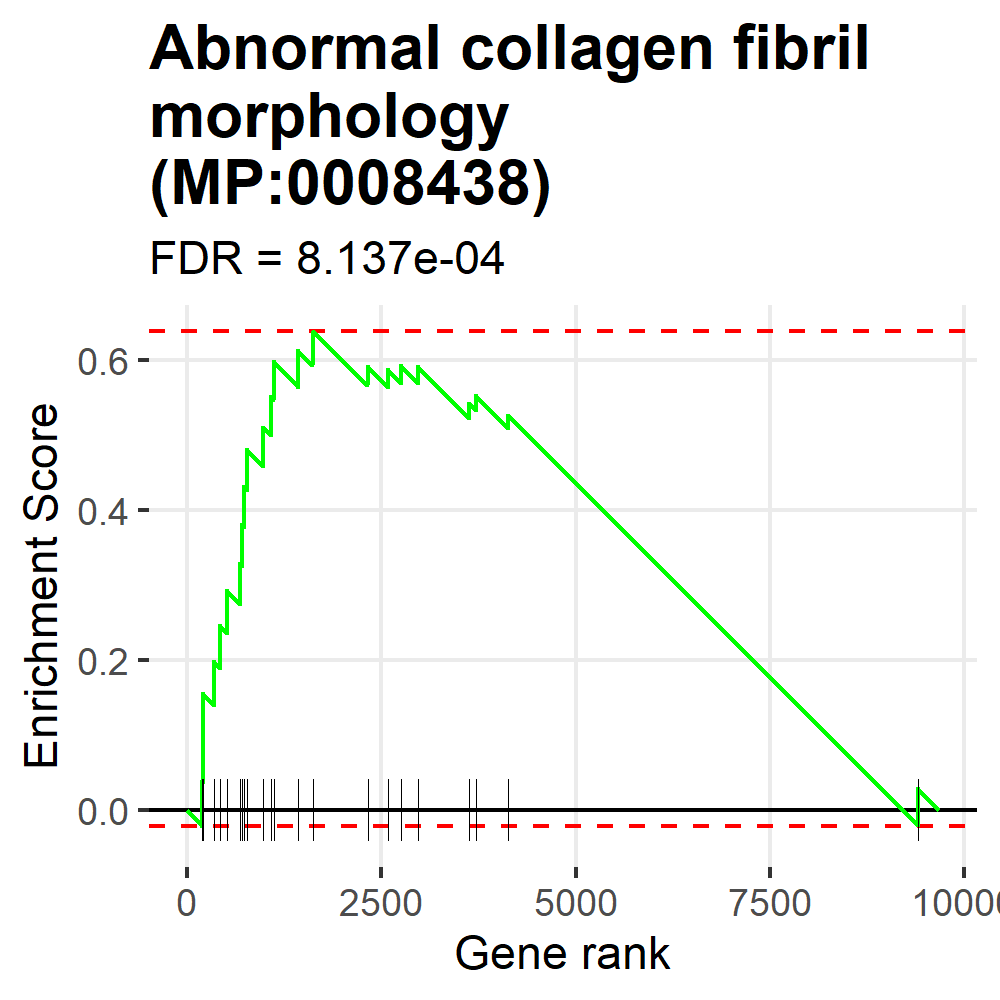 Abnormal collagen fibril
morphology
(MP:0008438)
FDR = 8.137e-04
Enrichment Score
0.6
0.4
0.2
0.0
0
2500
5000
7500
10000
Gene rank